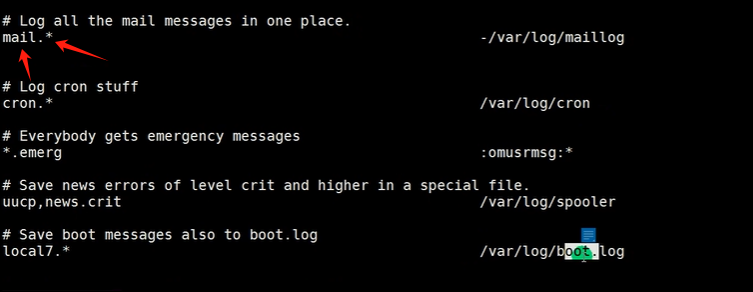 # Log all the mail messages in one place.
mail.* -/var/log/maillog
# Log cron stuff
cron.* /var/log/cron
# Everybody gets emergency messages
*.emerg :omusrmsg:*
# Save news errors of level crit and higher in a special file.
uucp,news.crit /var/log/spooler
# Save boot messages also to boot.log
local7.* /var/log/boot.log